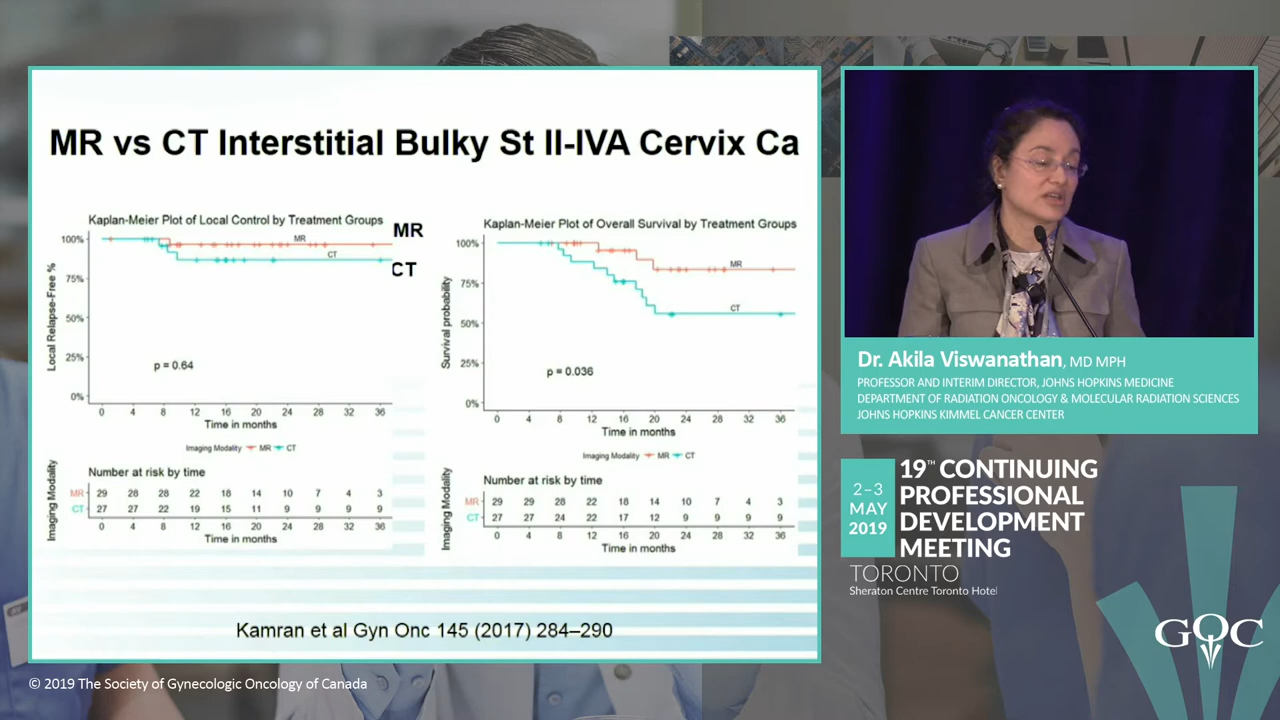 MR vs CT Interstitial Bulky St II-IVA Cervix Ca
Kaplan-Meier Plot of Local Control by Treatment Groups
MR
CT
Local Relapse-Free %
100%
75%
50%
25%
0%
MR
CT
p = 0.64
0 4 8 12 16 20 24 28 32 36
Time in months
Imaging Modality MR CT
Number at risk by time
Imaging Modality
MR 29 28 28 22 18 14 10 7 4 3
CT 27 27 22 19 15 11 9 9 9 9
0 4 8 12 16 20 24 28 32 36
Time in months
Kaplan-Meier Plot of Overall Survival by Treatment Groups
Survival probability
100%
75%
50%
25%
0%
MR
CT
p = 0.036
0 4 8 12 16 20 24 28 32 36
Time in months
Imaging Modality MR CT
Number at risk by time
Imaging Modality
MR 29 29 28 22 18 14 10 7 4 3
CT 27 27 24 22 17 12 9 9 9 9
0 4 8 12 16 20 24 28 32 36
Time in months
Kamran et al Gyn Onc 145 (2017) 284–290
Dr. Akila Viswanathan, MD MPH
PROFESSOR AND INTERIM DIRECTOR, JOHNS HOPKINS MEDICINE
DEPARTMENT OF RADIATION ONCOLOGY & MOLECULAR RADIATION SCIENCES
JOHNS HOPKINS KIMMEL CANCER CENTER
2–3
MAY
2019
19TH CONTINUING
PROFESSIONAL
DEVELOPMENT
MEETING
TORONTO
Sheraton Centre Toronto Hotel
GOC
© 2019 The Society of Gynecologic Oncology of Canada